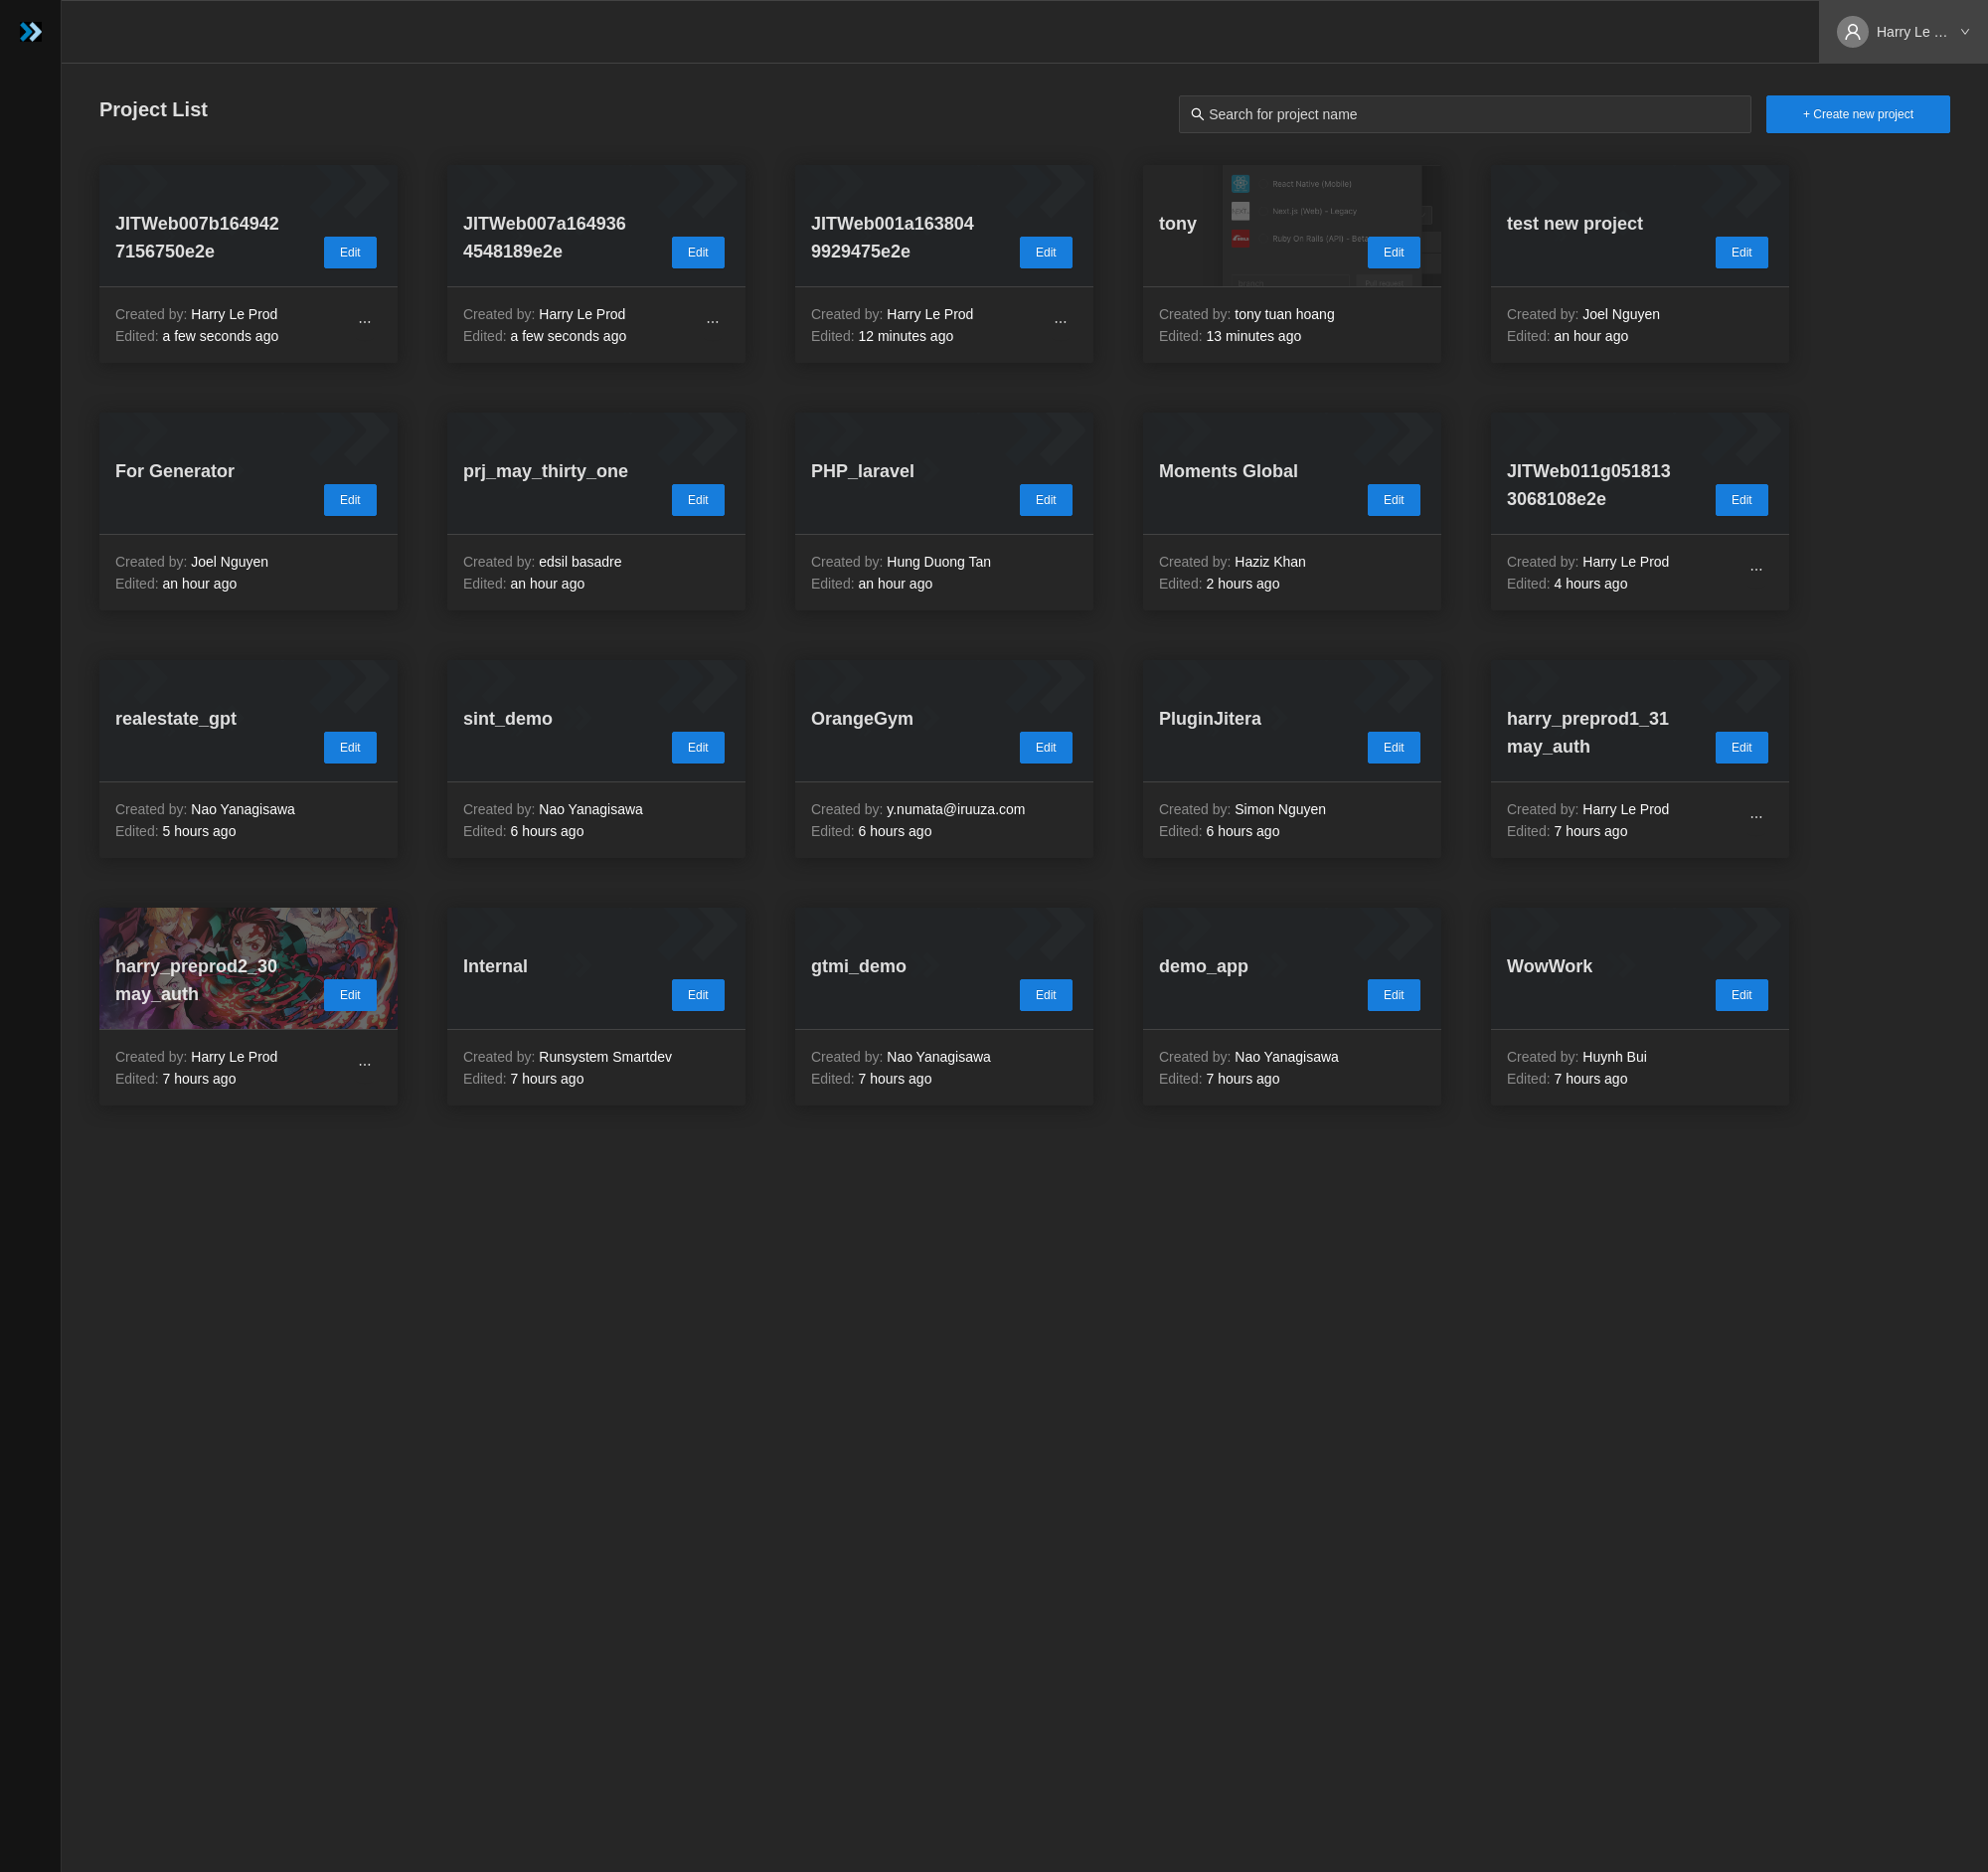 Harry Le ...
Project List
Search for project name
+ Create new project
JITWeb007b164942
7156750e2e
Edit
Created by: Harry Le Prod
Edited: a few seconds ago
...
JITWeb007a164936
4548189e2e
Edit
Created by: Harry Le Prod
Edited: a few seconds ago
...
JITWeb001a163804
9929475e2e
Edit
Created by: Harry Le Prod
Edited: 12 minutes ago
...
React Native (Mobile)
Next.js (Web) - Legacy
Ruby On Rails (API) - Beta
tony
Edit
Branch
Pull request
Created by: tony tuan hoang
Edited: 13 minutes ago
test new project
Edit
Created by: Joel Nguyen
Edited: an hour ago
For Generator
Edit
Created by: Joel Nguyen
Edited: an hour ago
prj_may_thirty_one
Edit
Created by: edsil basadre
Edited: an hour ago
PHP_laravel
Edit
Created by: Hung Duong Tan
Edited: an hour ago
Moments Global
Edit
Created by: Haziz Khan
Edited: 2 hours ago
JITWeb011g051813
3068108e2e
Edit
Created by: Harry Le Prod
Edited: 4 hours ago
...
realestate_gpt
Edit
Created by: Nao Yanagisawa
Edited: 5 hours ago
sint_demo
Edit
Created by: Nao Yanagisawa
Edited: 6 hours ago
OrangeGym
Edit
Created by: y.numata@iruuza.com
Edited: 6 hours ago
PluginJitera
Edit
Created by: Simon Nguyen
Edited: 6 hours ago
harry_preprod1_31
may_auth
Edit
Created by: Harry Le Prod
Edited: 7 hours ago
...
harry_preprod2_30
may_auth
Edit
Created by: Harry Le Prod
Edited: 7 hours ago
...
Internal
Edit
Created by: Runsystem Smartdev
Edited: 7 hours ago
gtmi_demo
Edit
Created by: Nao Yanagisawa
Edited: 7 hours ago
demo_app
Edit
Created by: Nao Yanagisawa
Edited: 7 hours ago
WowWork
Edit
Created by: Huynh Bui
Edited: 7 hours ago